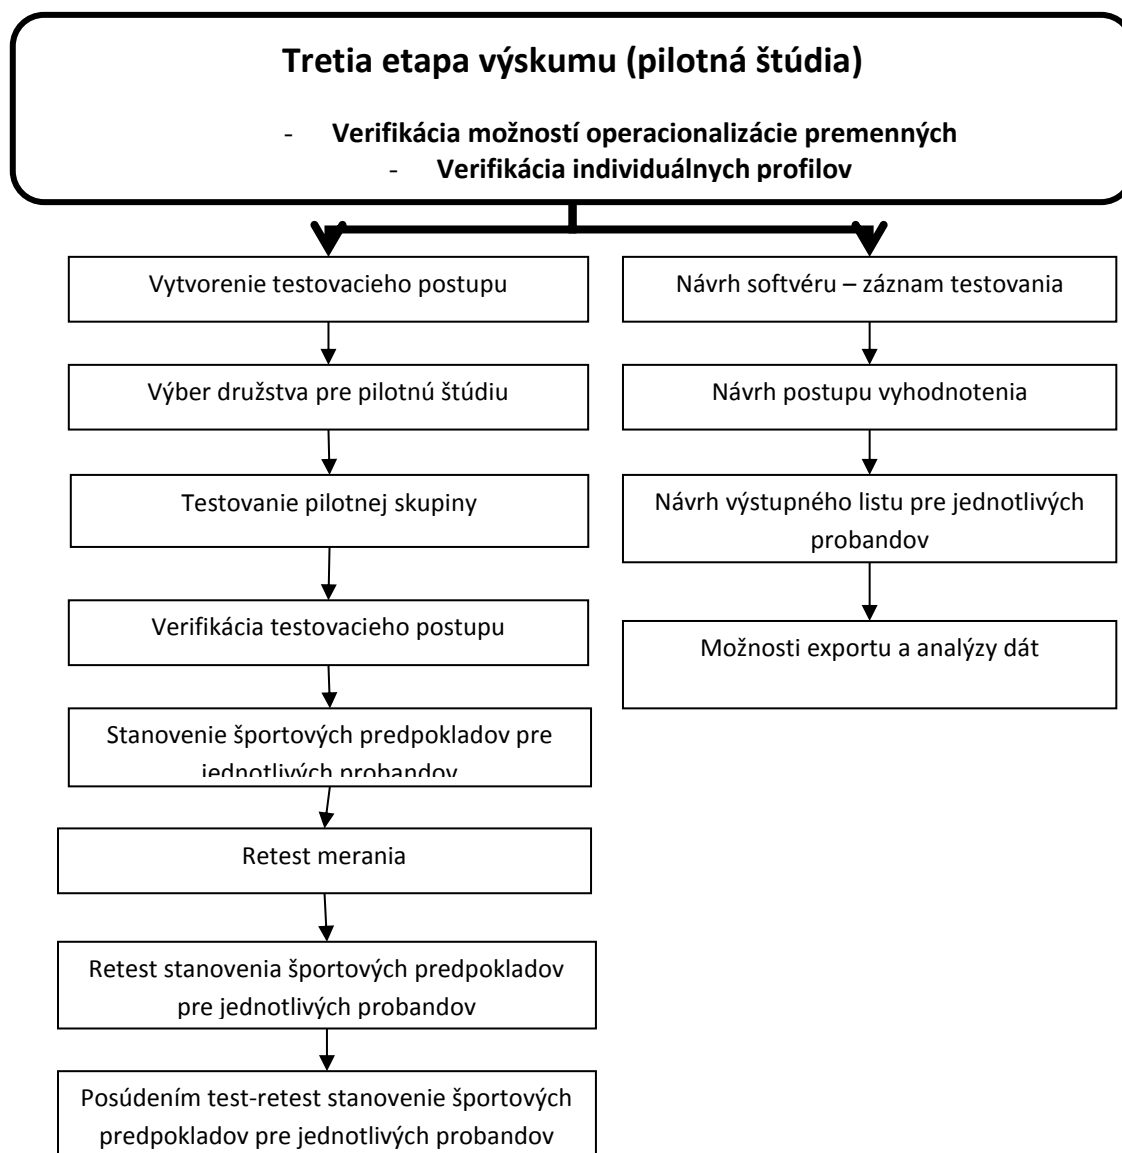 Tretia etapa výskumu (pilotná štúdia)
- Verifikácia možností operacionalizácie premenných
- Verifikácia individuálnych profilov
Vytvorenie testovacieho postupu
Výber družstva pre pilotnú štúdiu
Testovanie pilotnej skupiny
Verifikácia testovacieho postupu
Stanovenie športových predpokladov pre
jednotlivých probandov
Retest merania
Retest stanovenia športových predpokladov
pre jednotlivých probandov
Posúdením test-retest stanovenie športových
predpokladov pre jednotlivých probandov
Návrh softvéru – záznam testovania
Návrh postupu vyhodnotenia
Návrh výstupného listu pre jednotlivých
probandov
Možnosti exportu a analýzy dát